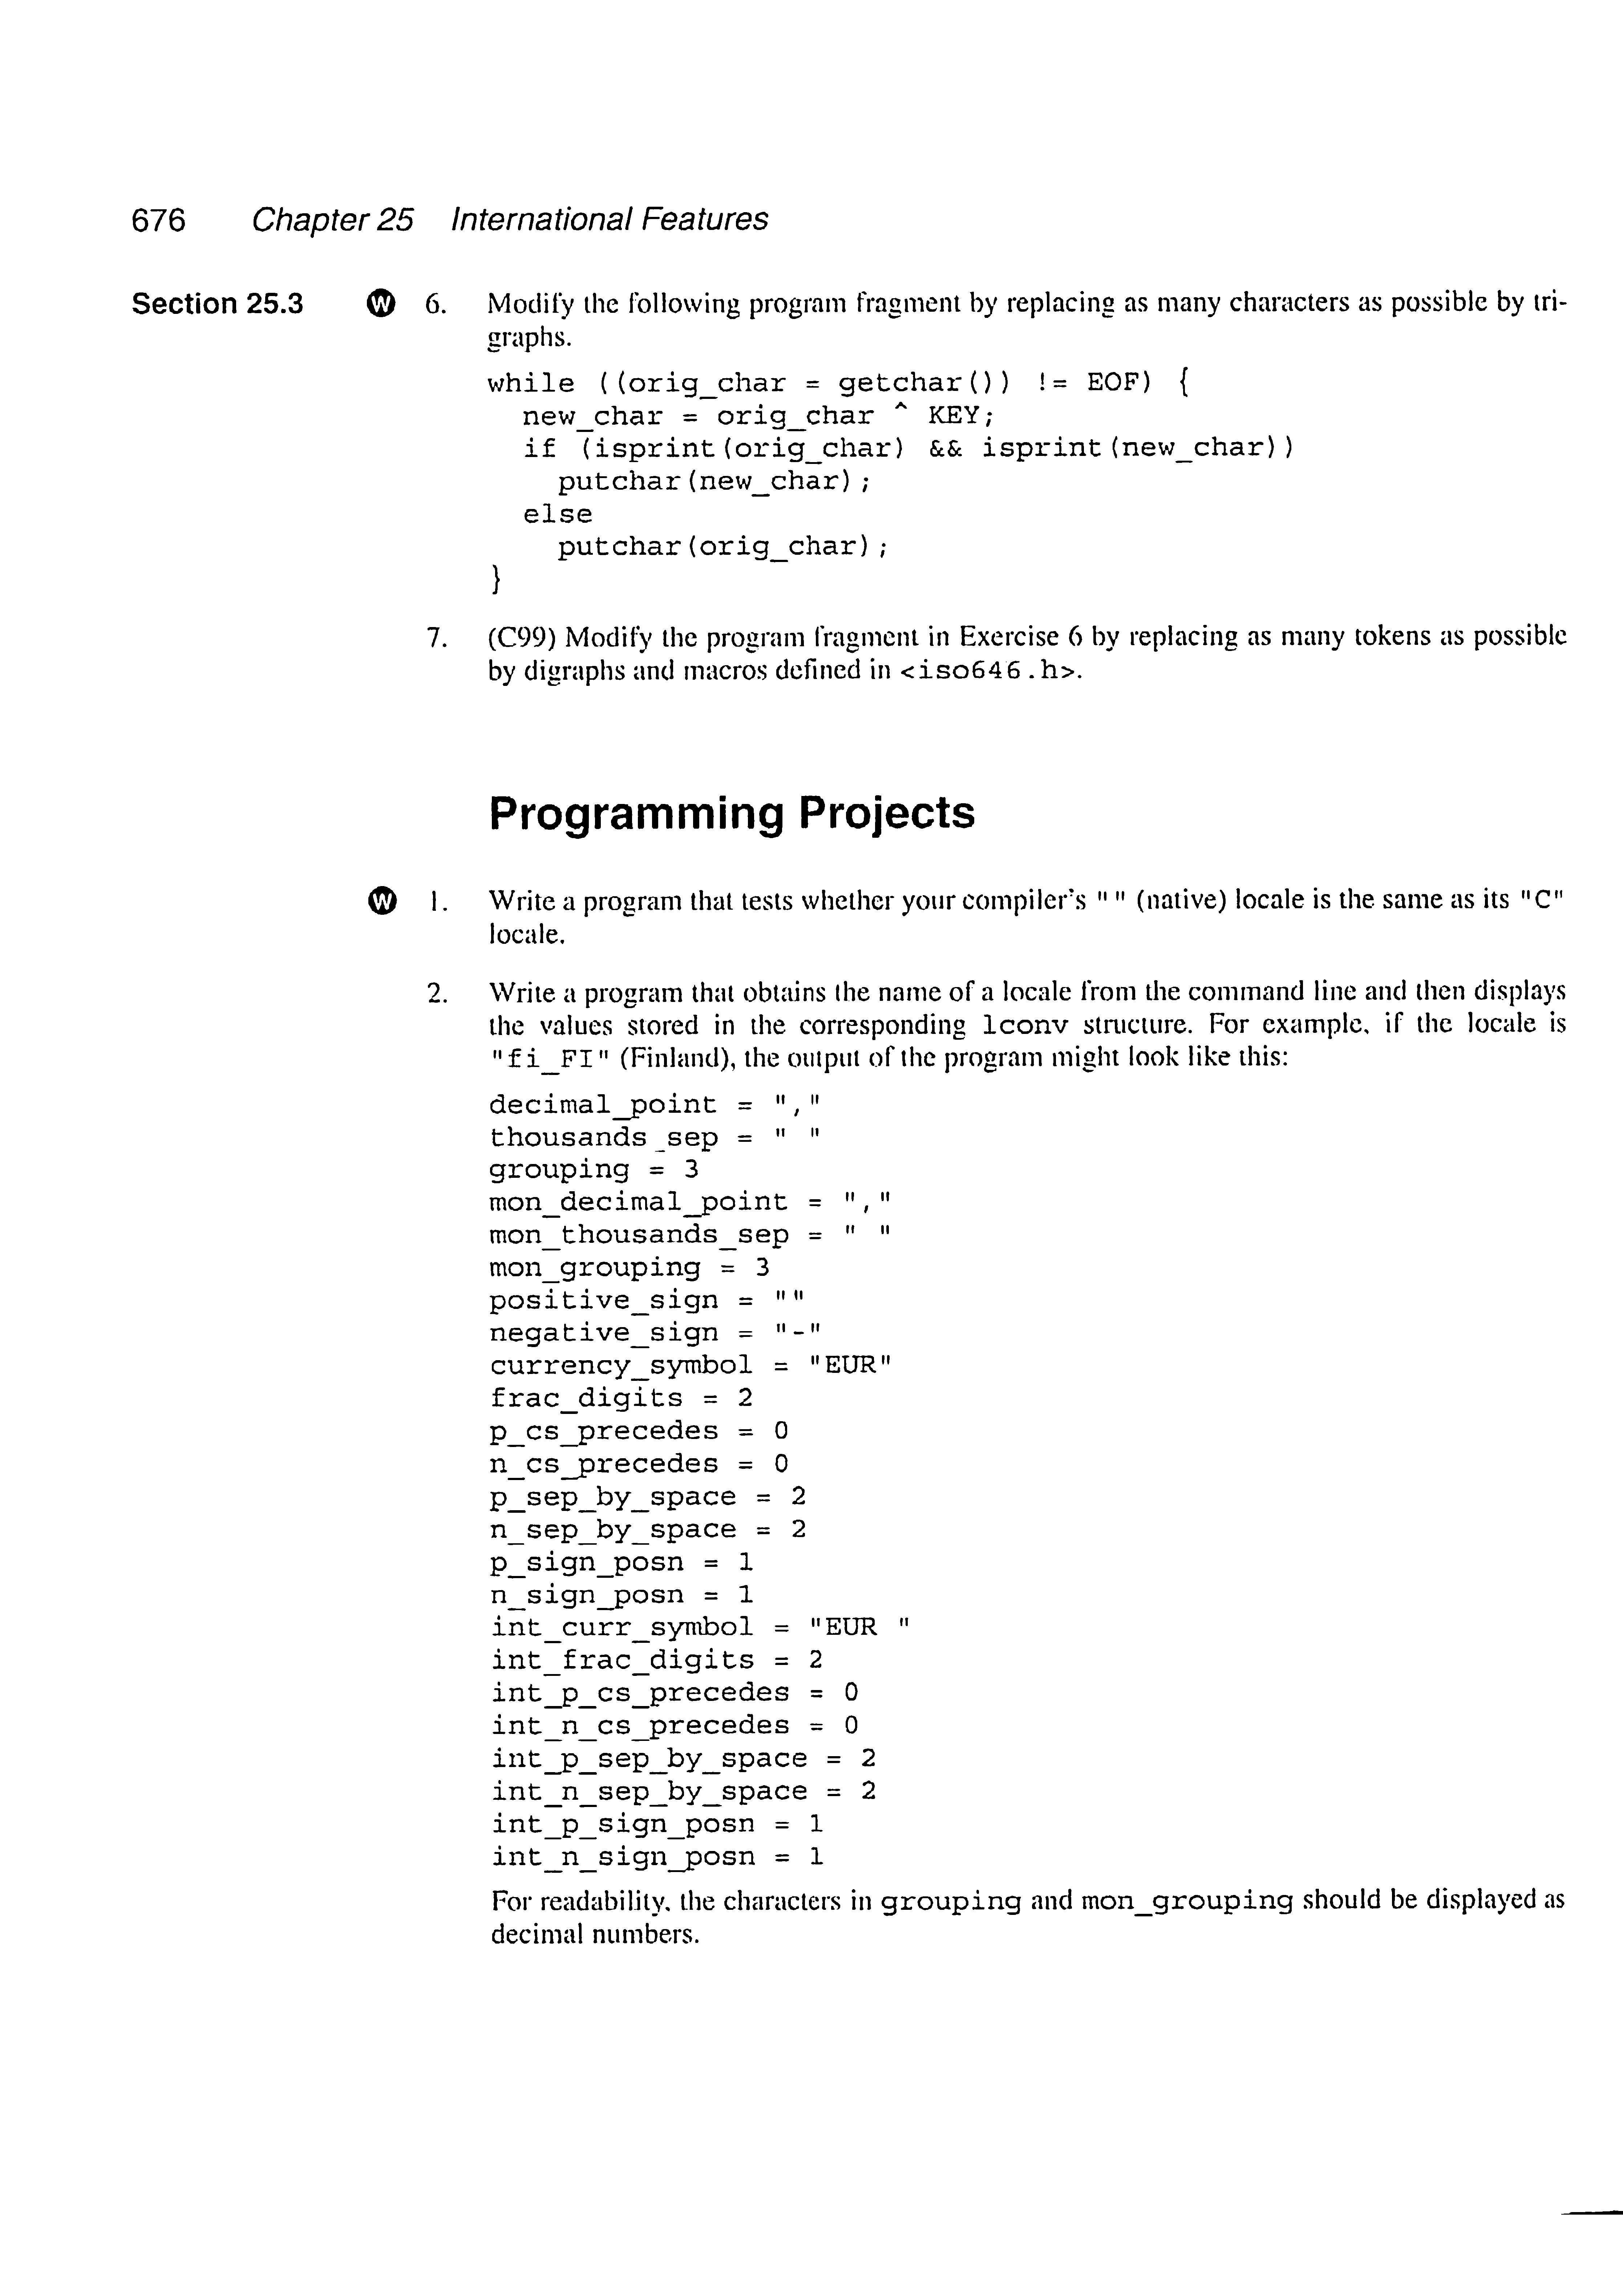 676 Chapter 25 International Features
Section 25.3 W 6. Modify the following program fragment by replacing as many characters as possible by tri-
graphs.
while ((orig_char = getchar()) != EOF) {
  new_char = orig_char ^ KEY;
  if (isprint(orig_char) && isprint(new_char))
    putchar(new_char);
  else
    putchar(orig_char);
}
7. (C99) Modify the program fragment in Exercise 6 by replacing as many tokens as possible
by digraphs and macros defined in <iso646.h>.
Programming Projects
W 1. Write a program that tests whether your compiler's "" (native) locale is the same as its "C"
locale.
2. Write a program that obtains the name of a locale from the command line and then displays
the values stored in the corresponding lconv structure. For example, if the locale is
"fi_FI" (Finland), the output of the program might look like this:
decimal_point = ","
thousands_sep = " "
grouping = 3
mon_decimal_point = ","
mon_thousands_sep = " "
mon_grouping = 3
positive_sign = ""
negative_sign = "-"
currency_symbol = "EUR"
frac_digits = 2
p_cs_precedes = 0
n_cs_precedes = 0
p_sep_by_space = 2
n_sep_by_space = 2
p_sign_posn = 1
n_sign_posn = 1
int_curr_symbol = "EUR "
int_frac_digits = 2
int_p_cs_precedes = 0
int_n_cs_precedes = 0
int_p_sep_by_space = 2
int_n_sep_by_space = 2
int_p_sign_posn = 1
int_n_sign_posn = 1
For readability, the characters in grouping and mon_grouping should be displayed as
decimal numbers.